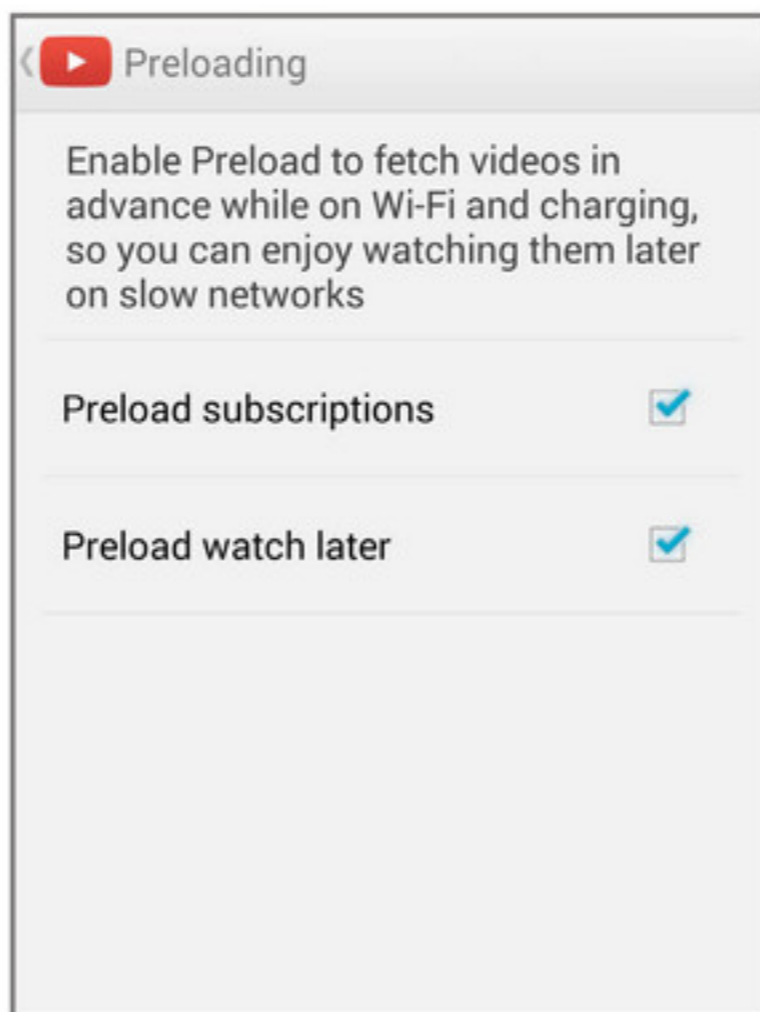 Preloading
Enable Preload to fetch videos in
advance while on Wi-Fi and charging,
so you can enjoy watching them later
on slow networks
Preload subscriptions
Preload watch later